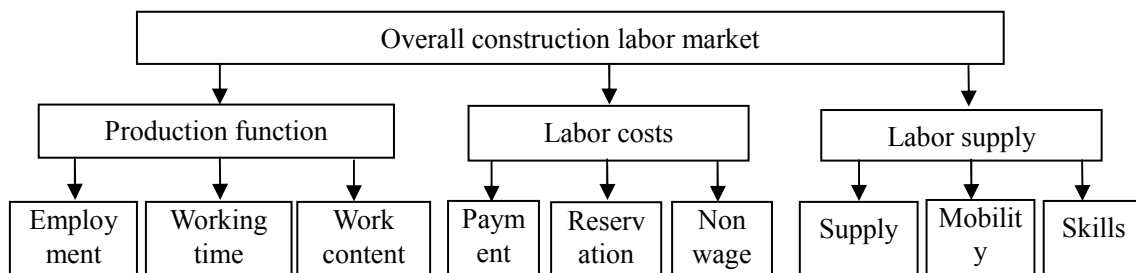 Overall construction labor market
Production function
Labor costs
Labor supply
Employ
ment
Working
time
Work
content
Paym
ent
Reserv
ation
Non
wage
Supply
Mobilit
y
Skills